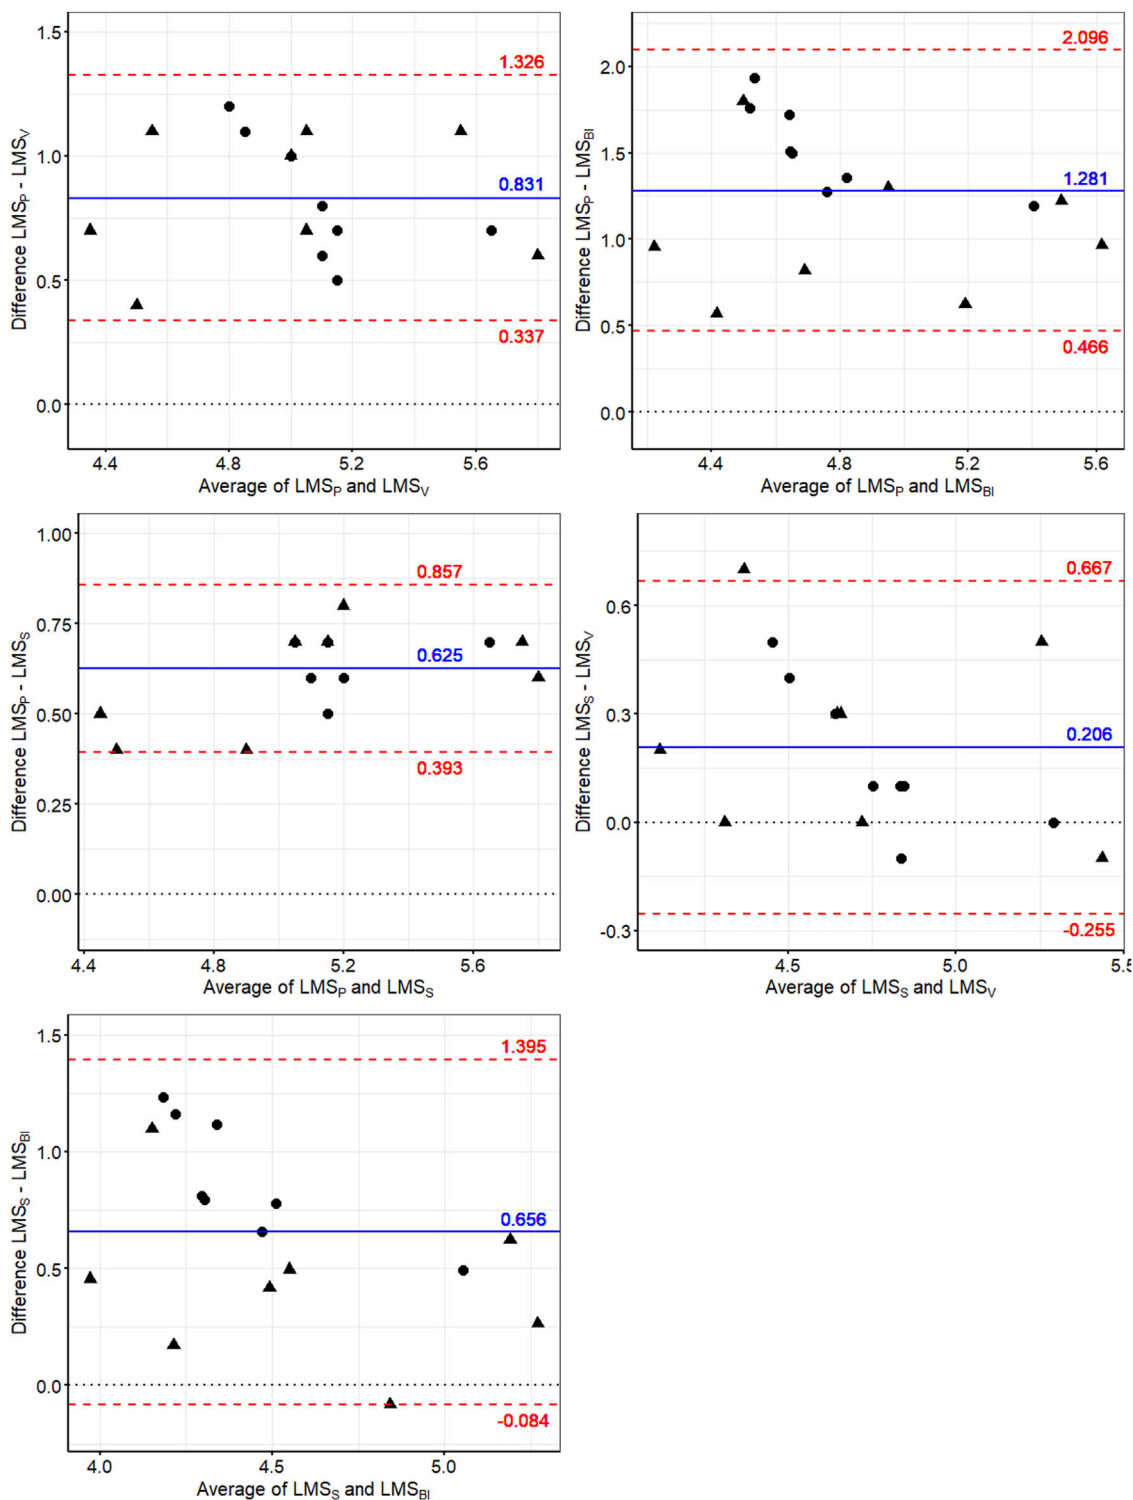 1.5
1.326
1.0
0.831
0.5
0.337
0.0
4.4 4.8 5.2 5.6
Difference LMSP - LMSV
Average of LMSP and LMSV
2.096
2.0
1.5
1.281
1.0
0.5
0.466
0.0
4.4 4.8 5.2 5.6
Difference LMSP - LMSBI
Average of LMSP and LMSBI
1.00
0.857
0.75
0.625
0.50
0.393
0.25
0.00
4.4 4.8 5.2 5.6
Difference LMSP - LMSS
Average of LMSP and LMSS
0.667
0.6
0.3
0.206
0.0
-0.3
-0.255
4.5 5.0
Difference LMSS - LMSV
Average of LMSS and LMSV
1.5
1.395
1.0
0.656
0.5
0.0
-0.084
4.0 4.5 5.0
Difference LMSS - LMSBI
Average of LMSS and LMSBI